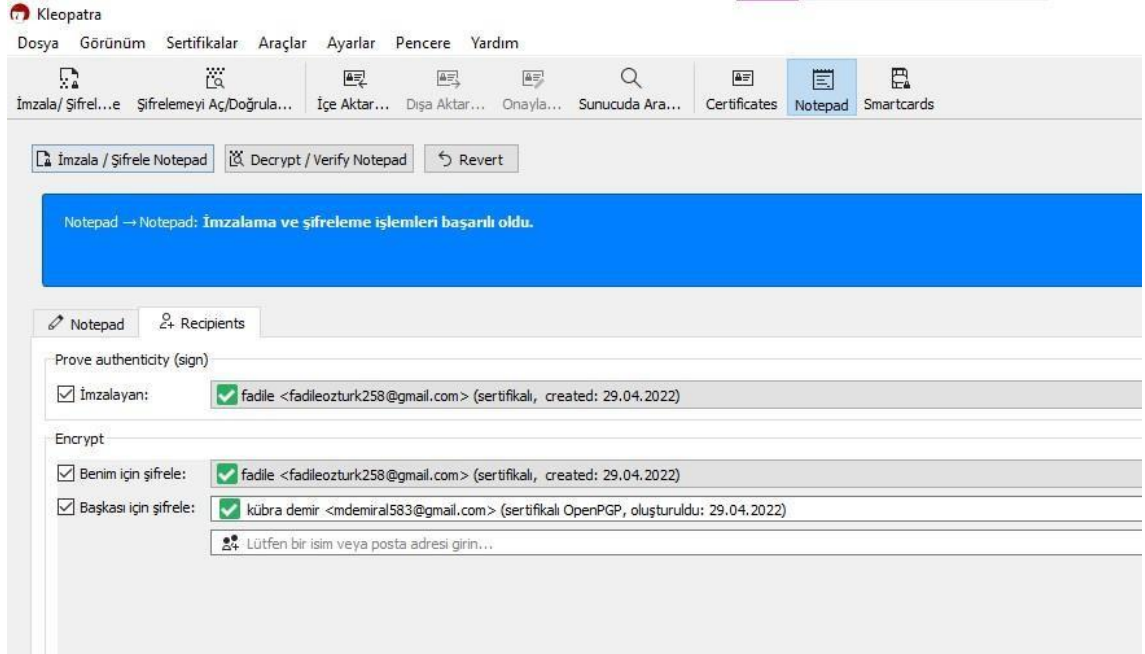 Kleopatra
Dosya Görünüm Sertifikalar Araçlar Ayarlar Pencere Yardım
İmzala/ Şifrel...e Şifrelemeyi Aç/Doğrula... İçe Aktar... Dışa Aktar... Onayla... Sunucuda Ara... Certificates Notepad Smartcards
İmzala / Şifrele Notepad Decrypt / Verify Notepad Revert
Notepad → Notepad: İmzalama ve şifreleme işlemleri başarılı oldu.
Notepad Recipients
Prove authenticity (sign)
İmzalayan: fadile <fadileozturk258@gmail.com> (sertifikalı, created: 29.04.2022)
Encrypt
Benim için şifrele: fadile <fadileozturk258@gmail.com> (sertifikalı, created: 29.04.2022)
Başkası için şifrele: kübra demir <mdemiral583@gmail.com> (sertifikalı OpenPGP, oluşturuldu: 29.04.2022)
Lütfen bir isim veya posta adresi girin...